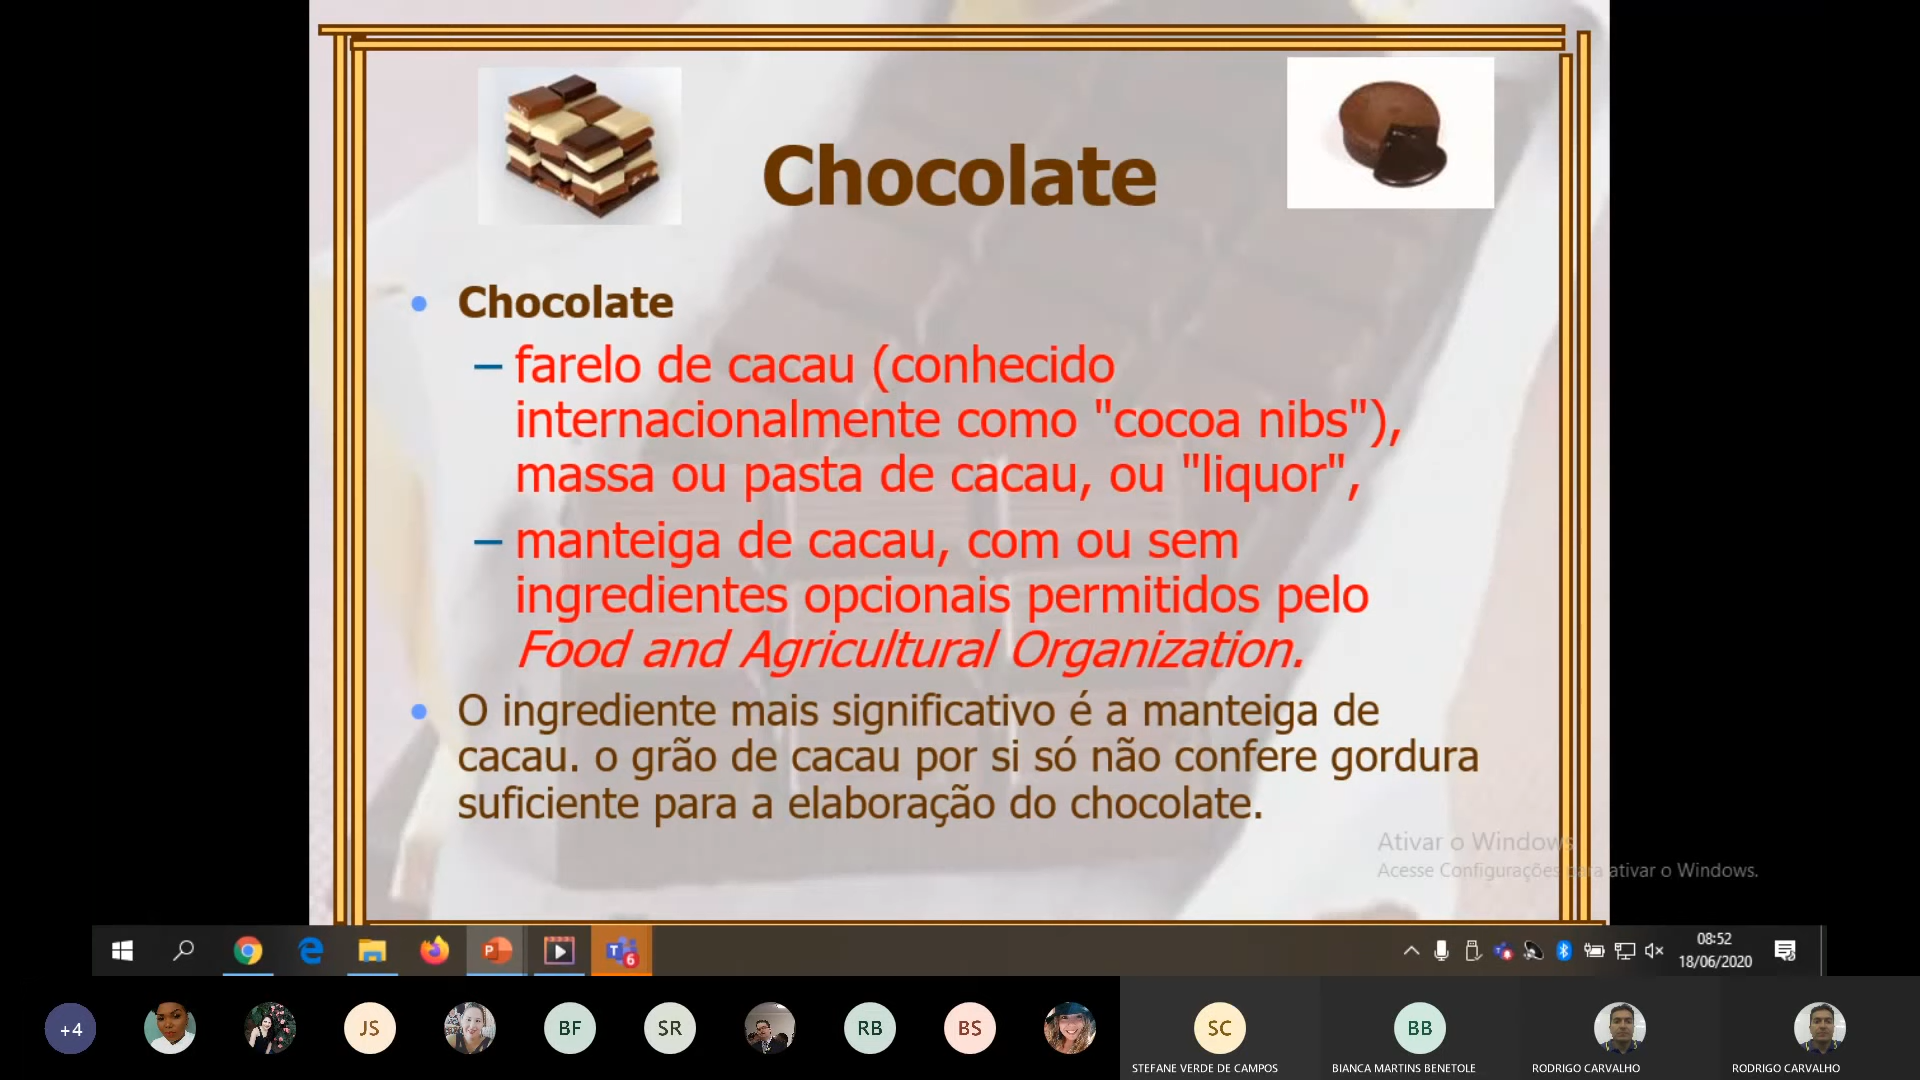 Chocolate
Chocolate
– farelo de cacau (conhecido
internacionalmente como "cocoa nibs"),
massa ou pasta de cacau, ou "liquor",
– manteiga de cacau, com ou sem
ingredientes opcionais permitidos pelo
Food and Agricultural Organization.
O ingrediente mais significativo é a manteiga de
cacau. o grão de cacau por si só não confere gordura
suficiente para a elaboração do chocolate.
Ativar o Windows
Acesse Configurações para ativar o Windows.
08:52
18/06/2020
6
+4
JS
BF
SR
RB
BS
SC
BB
STEFANE VERDE DE CAMPOS
BIANCA MARTINS BENETOLE
RODRIGO CARVALHO
RODRIGO CARVALHO